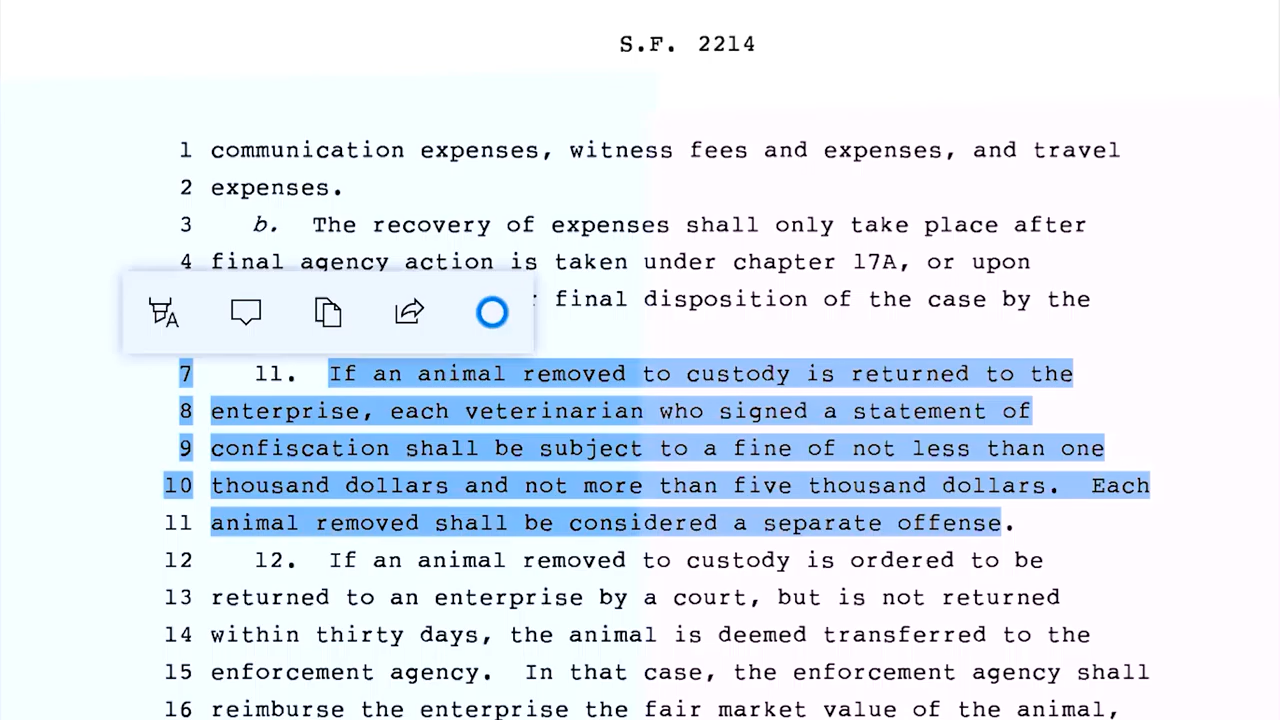 S.F. 2214
1 communication expenses, witness fees and expenses, and travel
2 expenses.
3 b. The recovery of expenses shall only take place after
4 final agency action is taken under chapter 17A, or upon
final disposition of the case by the
7 11. If an animal removed to custody is returned to the
8 enterprise, each veterinarian who signed a statement of
9 confiscation shall be subject to a fine of not less than one
10 thousand dollars and not more than five thousand dollars. Each
11 animal removed shall be considered a separate offense.
12 12. If an animal removed to custody is ordered to be
13 returned to an enterprise by a court, but is not returned
14 within thirty days, the animal is deemed transferred to the
15 enforcement agency. In that case, the enforcement agency shall
16 reimburse the enterprise the fair market value of the animal,